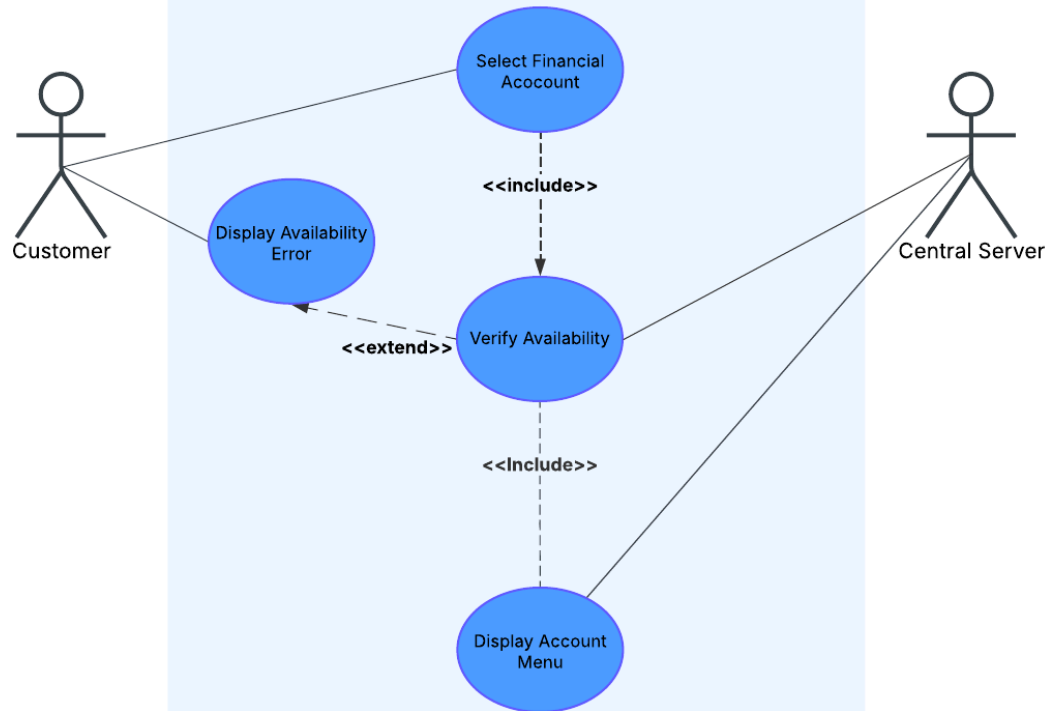 Select Financial
Acocount
<<include>>
Customer
Display Availability
Error
Central Server
<<extend>>
Verify Availability
<<Include>>
Display Account
Menu